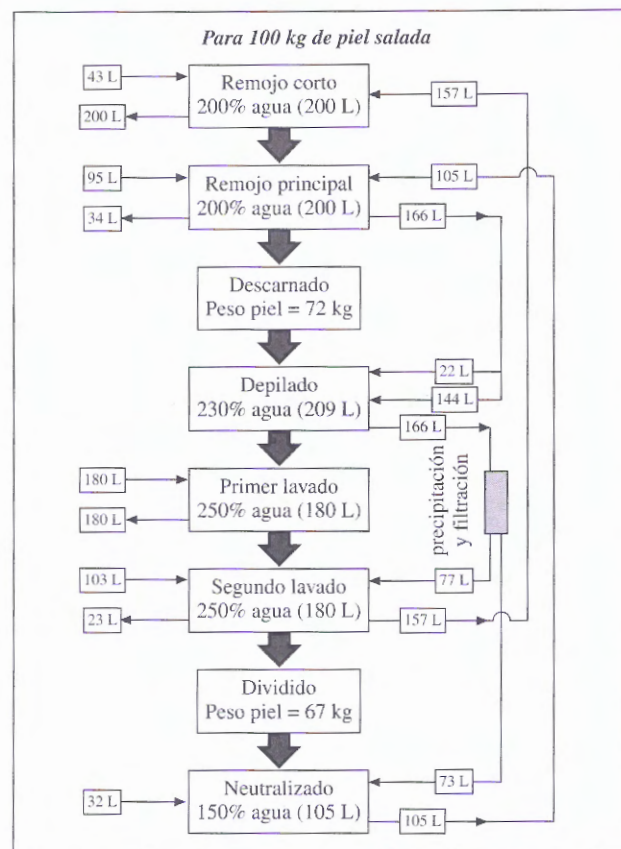 Para 100 kg de piel salada
43 L
Remojo corto
157 L
200 L
200% agua (200 L)
95 L
Remojo principal
105 L
34 L
200% agua (200 L)
166 L
Descarnado
Peso piel = 72 kg
22 L
Depilado
144 L
230% agua (209 L)
166 L
precipitación
y filtración
180 L
Primer lavado
180 L
250% agua (180 L)
103 L
Segundo lavado
77 L
23 L
250% agua (180 L)
157 L
Dividido
Peso piel = 67 kg
Neutralizado
73 L
32 L
150% agua (105 L)
105 L